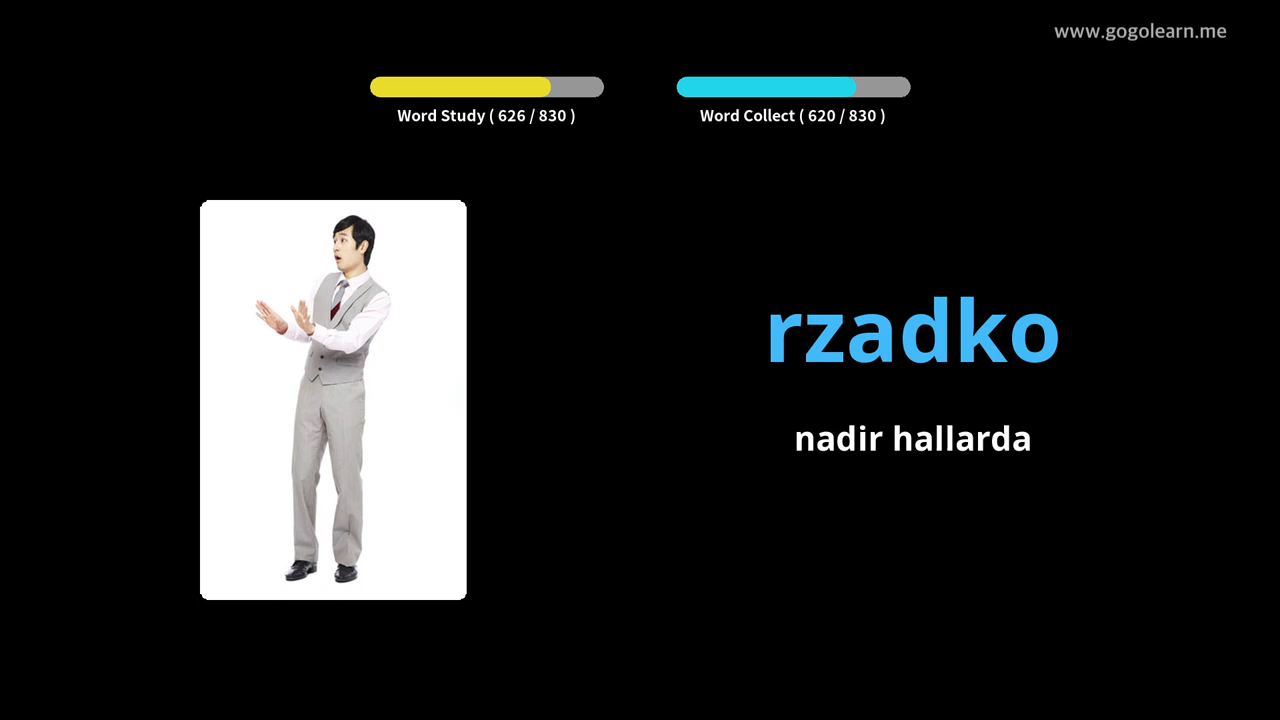 www.gogolearn.me
Word Study ( 626 / 830 )
Word Collect ( 620 / 830 )
rzadko
nadir hallarda